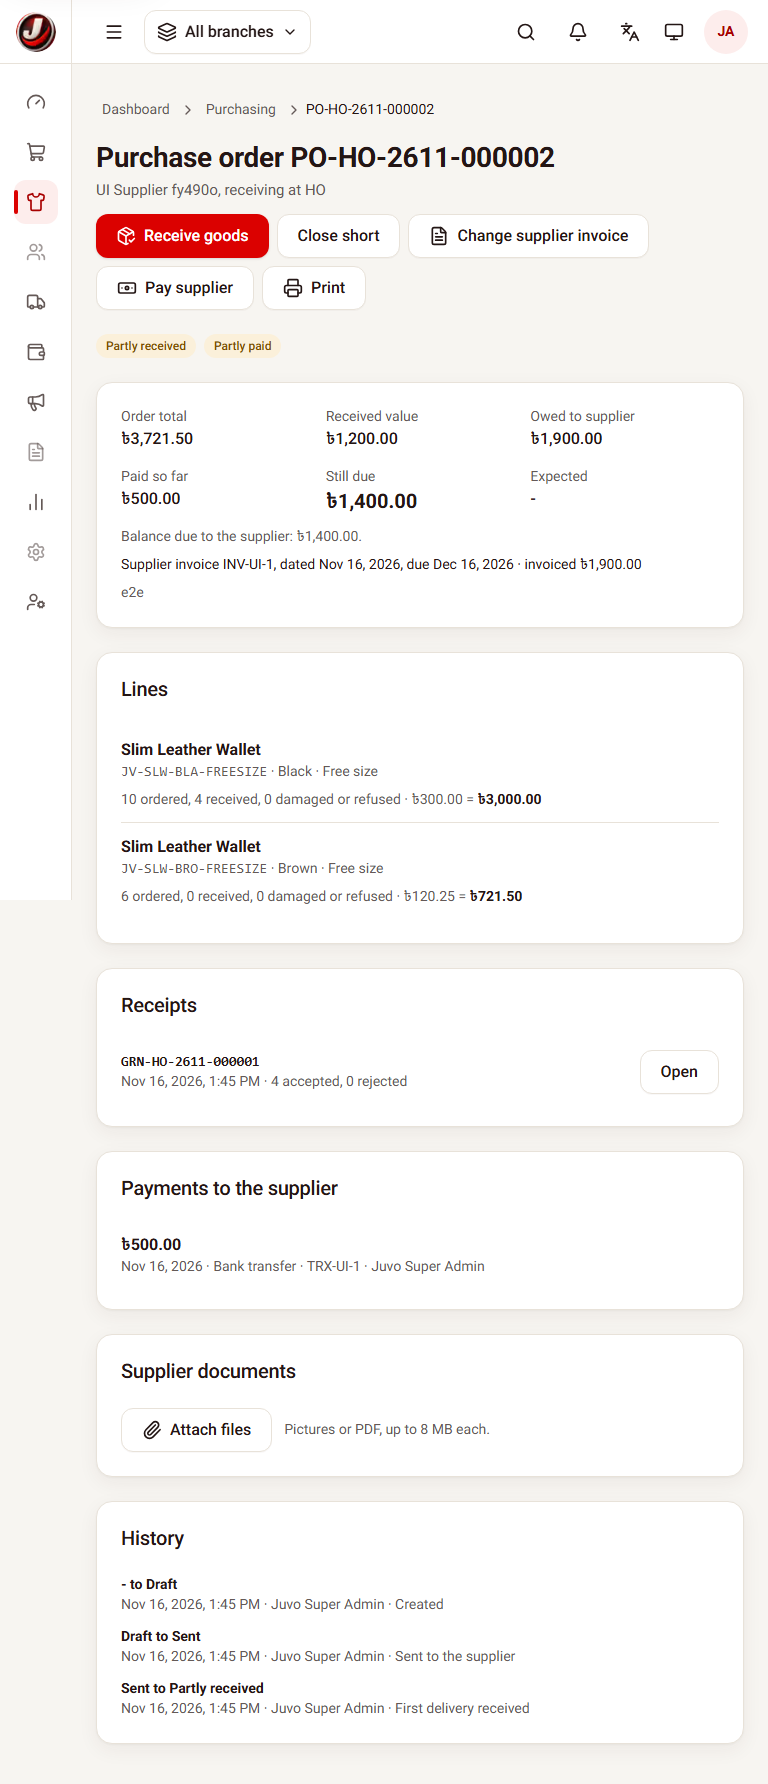 All branches
JA
Dashboard > Purchasing > PO-HO-2611-000002
Purchase order PO-HO-2611-000002
UI Supplier fy490o, receiving at HO
Receive goods
Close short
Change supplier invoice
Pay supplier
Print
Partly received
Partly paid
Order total
৳3,721.50
Received value
৳1,200.00
Owed to supplier
৳1,900.00
Paid so far
৳500.00
Still due
৳1,400.00
Expected
-
Balance due to the supplier: ৳1,400.00.
Supplier invoice INV-UI-1, dated Nov 16, 2026, due Dec 16, 2026 · invoiced ৳1,900.00
e2e
Lines
Slim Leather Wallet
JV-SLW-BLA-FREESIZE · Black · Free size
10 ordered, 4 received, 0 damaged or refused · ৳300.00 = ৳3,000.00
Slim Leather Wallet
JV-SLW-BRO-FREESIZE · Brown · Free size
6 ordered, 0 received, 0 damaged or refused · ৳120.25 = ৳721.50
Receipts
GRN-HO-2611-000001
Nov 16, 2026, 1:45 PM · 4 accepted, 0 rejected
Open
Payments to the supplier
৳500.00
Nov 16, 2026 · Bank transfer · TRX-UI-1 · Juvo Super Admin
Supplier documents
Attach files
Pictures or PDF, up to 8 MB each.
History
- to Draft
Nov 16, 2026, 1:45 PM · Juvo Super Admin · Created
Draft to Sent
Nov 16, 2026, 1:45 PM · Juvo Super Admin · Sent to the supplier
Sent to Partly received
Nov 16, 2026, 1:45 PM · Juvo Super Admin · First delivery received